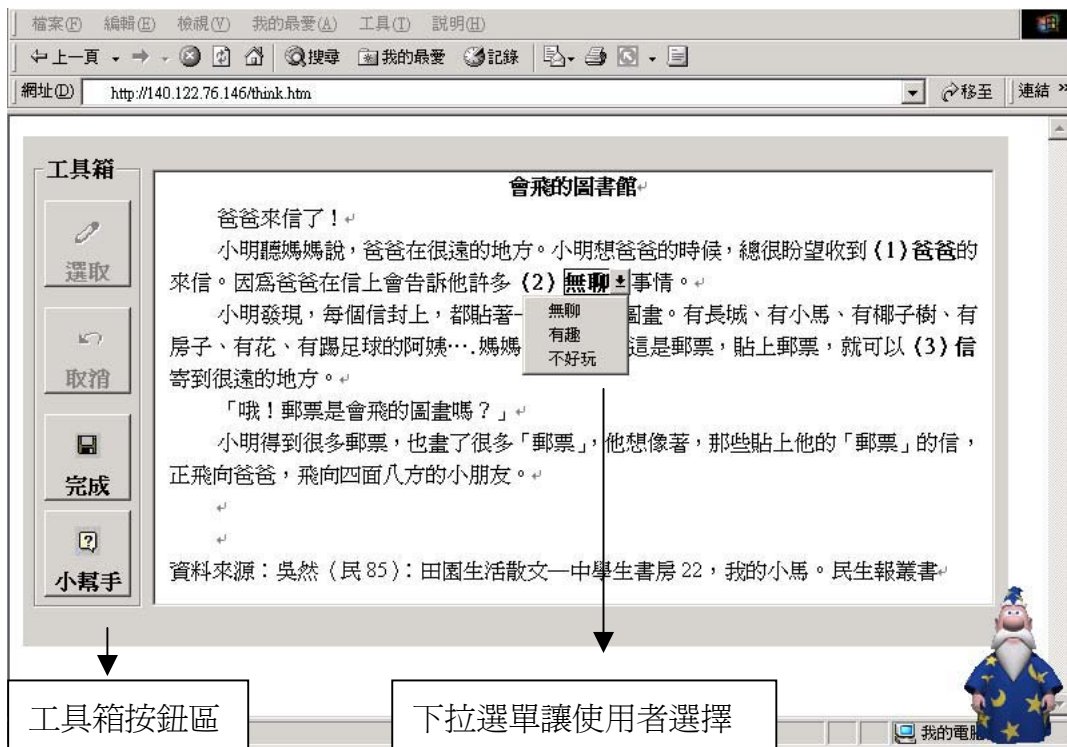 檔案(F) 編輯(E) 檢視(V) 我的最愛(A) 工具(T) 說明(H)
上一頁 搜尋 我的最愛 記錄
網址(D) http://140.122.76.146/think.htm 移至 連結 »
工具箱
選取
取消
完成
小幫手
會飛的圖書館
爸爸來信了！
小明聽媽媽說，爸爸在很遠的地方。小明想爸爸的時候，總很盼望收到 (1) 爸爸的
來信。因為爸爸在信上會告訴他許多 (2) 無聊 事情。
無聊
有趣
不好玩
小明發現，每個信封上，都貼著一 圖畫。有長城、有小馬、有椰子樹、有
房子、有花、有踢足球的阿姨‥‥媽媽 這是郵票，貼上郵票，就可以 (3) 信
寄到很遠的地方。
「哦！郵票是會飛的圖畫嗎？」
小明得到很多郵票，也畫了很多「郵票」，他想像著，那些貼上他的「郵票」的信，
正飛向爸爸，飛向四面八方的小朋友。
資料來源：吳然（民 85）：田園生活散文—中學生書房 22，我的小馬。民生報叢書
工具箱按鈕區
下拉選單讓使用者選擇
我的電腦